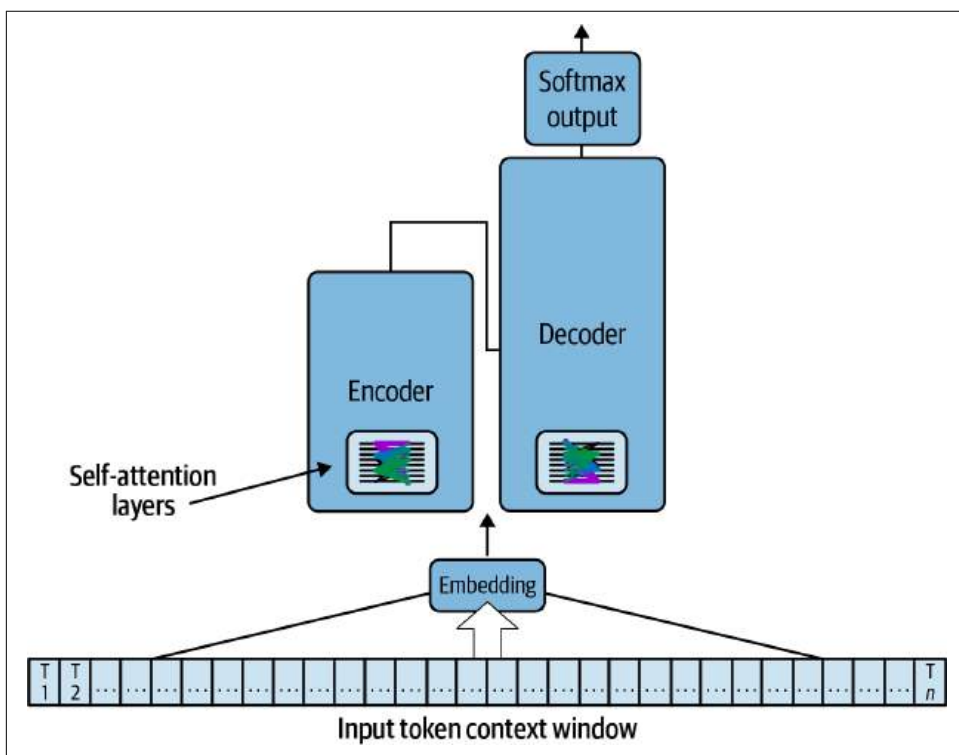 Softmax
output
Decoder
Encoder
Self-attention
layers
Embedding
T T ... ... ... ... ... ... ... ... ... ... ... ... ... ... ... ... ... ... ... ... ... ... ... ... ... ... T
1 2 n
Input token context window